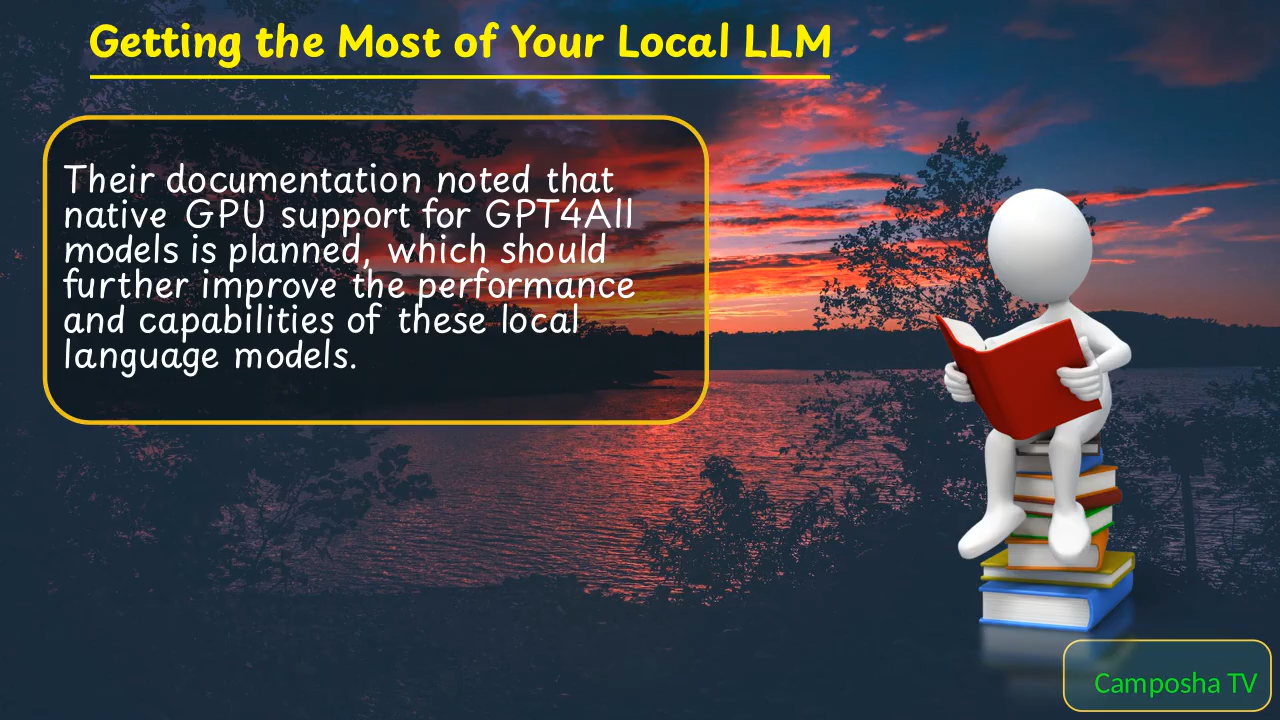 Getting the Most of Your Local LLM
Their documentation noted that
native GPU support for GPT4All
models is planned, which should
further improve the performance
and capabilities of these local
language models.
Camposha TV